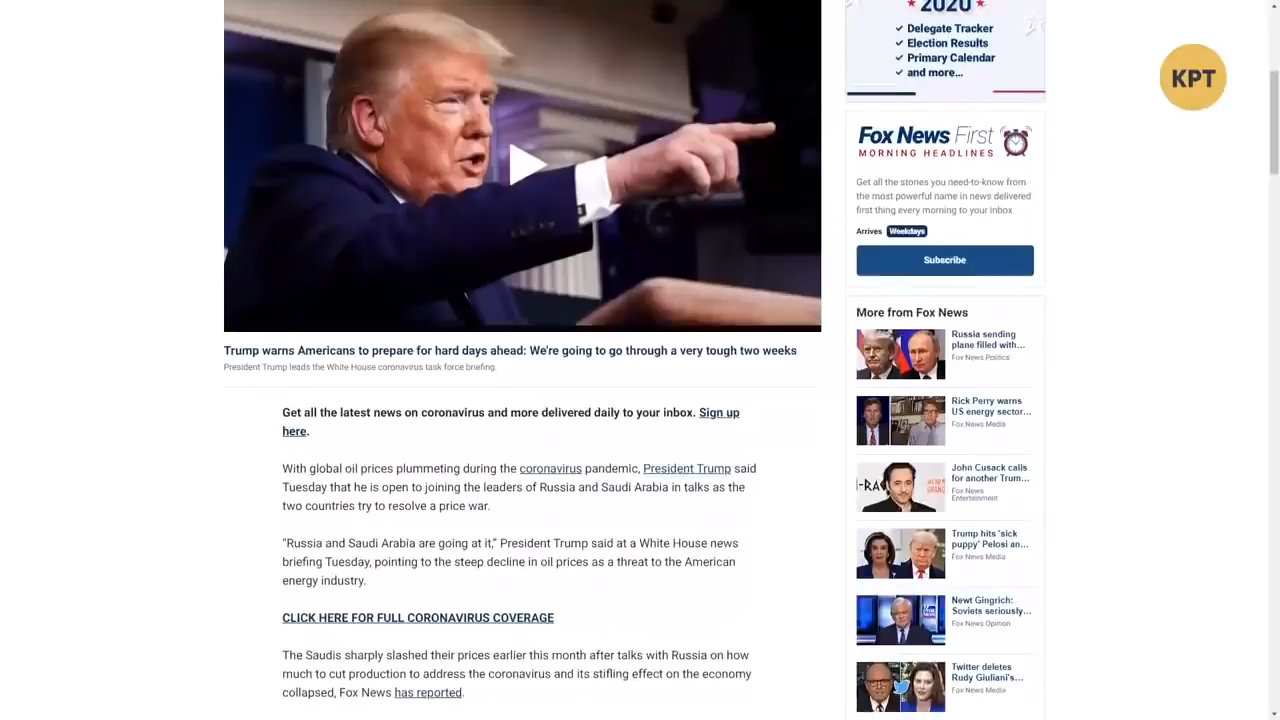 Trump warns Americans to prepare for hard days ahead: We're going to go through a very tough two weeks
President Trump leads the White House coronavirus task force briefing.
Get all the latest news on coronavirus and more delivered daily to your inbox. Sign up
here.
With global oil prices plummeting during the coronavirus pandemic, President Trump said
Tuesday that he is open to joining the leaders of Russia and Saudi Arabia in talks as the
two countries try to resolve a price war.
"Russia and Saudi Arabia are going at it," President Trump said at a White House news
briefing Tuesday, pointing to the steep decline in oil prices as a threat to the American
energy industry.
CLICK HERE FOR FULL CORONAVIRUS COVERAGE
The Saudis sharply slashed their prices earlier this month after talks with Russia on how
much to cut production to address the coronavirus and its stifling effect on the economy
collapsed, Fox News has reported.
2020
✓ Delegate Tracker
✓ Election Results
✓ Primary Calendar
✓ and more...
Fox News First
MORNING HEADLINES
Get all the stories you need-to-know from
the most powerful name in news delivered
first thing every morning to your inbox
Arrives Weekdays
Subscribe
More from Fox News
Russia sending
plane filled with...
Fox News Politics
Rick Perry warns
US energy sector...
Fox News Media
John Cusack calls
for another Trum...
Fox News
Entertainment
Trump hits 'sick
puppy' Pelosi an...
Fox News Media
Newt Gingrich:
Soviets seriously...
Fox News Opinion
Twitter deletes
Rudy Giuliani's...
Fox News Media
KPT